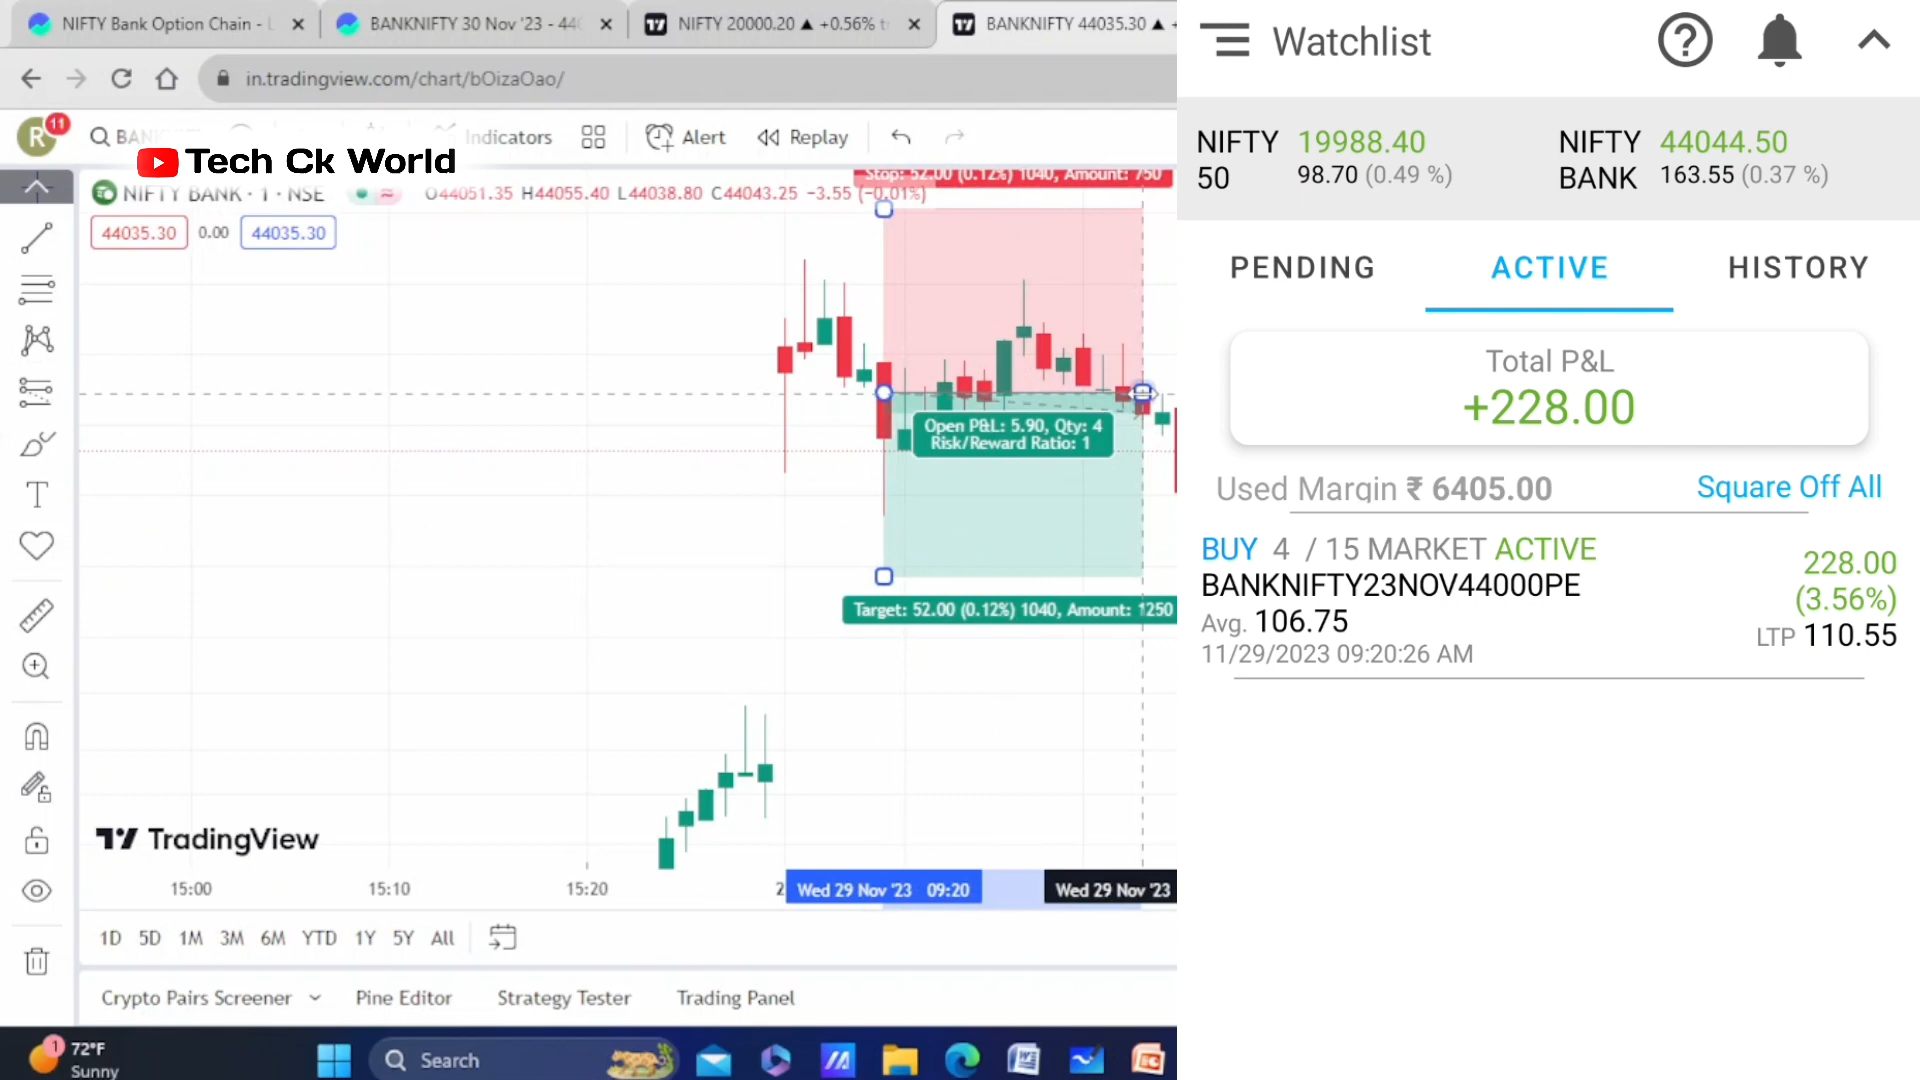 NIFTY Bank Option Chain - L
BANKNIFTY 30 Nov '23 - 44
NIFTY 20000.20 ▲ +0.56%
BANKNIFTY 44035.30 ▲ +
in.tradingview.com/chart/bOizaOao/
R
11
BANK
Indicators
Alert
Replay
Tech Ck World
NIFTY BANK · 1 · NSE
O44051.35 H44055.40 L44038.80 C44043.25 −3.55 (−0.01%)
Stop: 52.00 (0.12%) 1040, Amount: 750
44035.30
0.00
44035.30
Open P&L: 5.90, Qty: 4
Risk/Reward Ratio: 1
Target: 52.00 (0.12%) 1040, Amount: 1250
TradingView
15:00
15:10
15:20
2
Wed 29 Nov '23 09:20
Wed 29 Nov '23
1D 5D 1M 3M 6M YTD 1Y 5Y All
Crypto Pairs Screener
Pine Editor
Strategy Tester
Trading Panel
1
72°F
Sunny
Search
Watchlist
NIFTY 50
19988.40
98.70 (0.49 %)
NIFTY BANK
44044.50
163.55 (0.37 %)
PENDING
ACTIVE
HISTORY
Total P&L
+228.00
Used Margin ₹ 6405.00
Square Off All
BUY 4 / 15 MARKET ACTIVE
228.00
BANKNIFTY23NOV44000PE
(3.56%)
Avg. 106.75
LTP 110.55
11/29/2023 09:20:26 AM